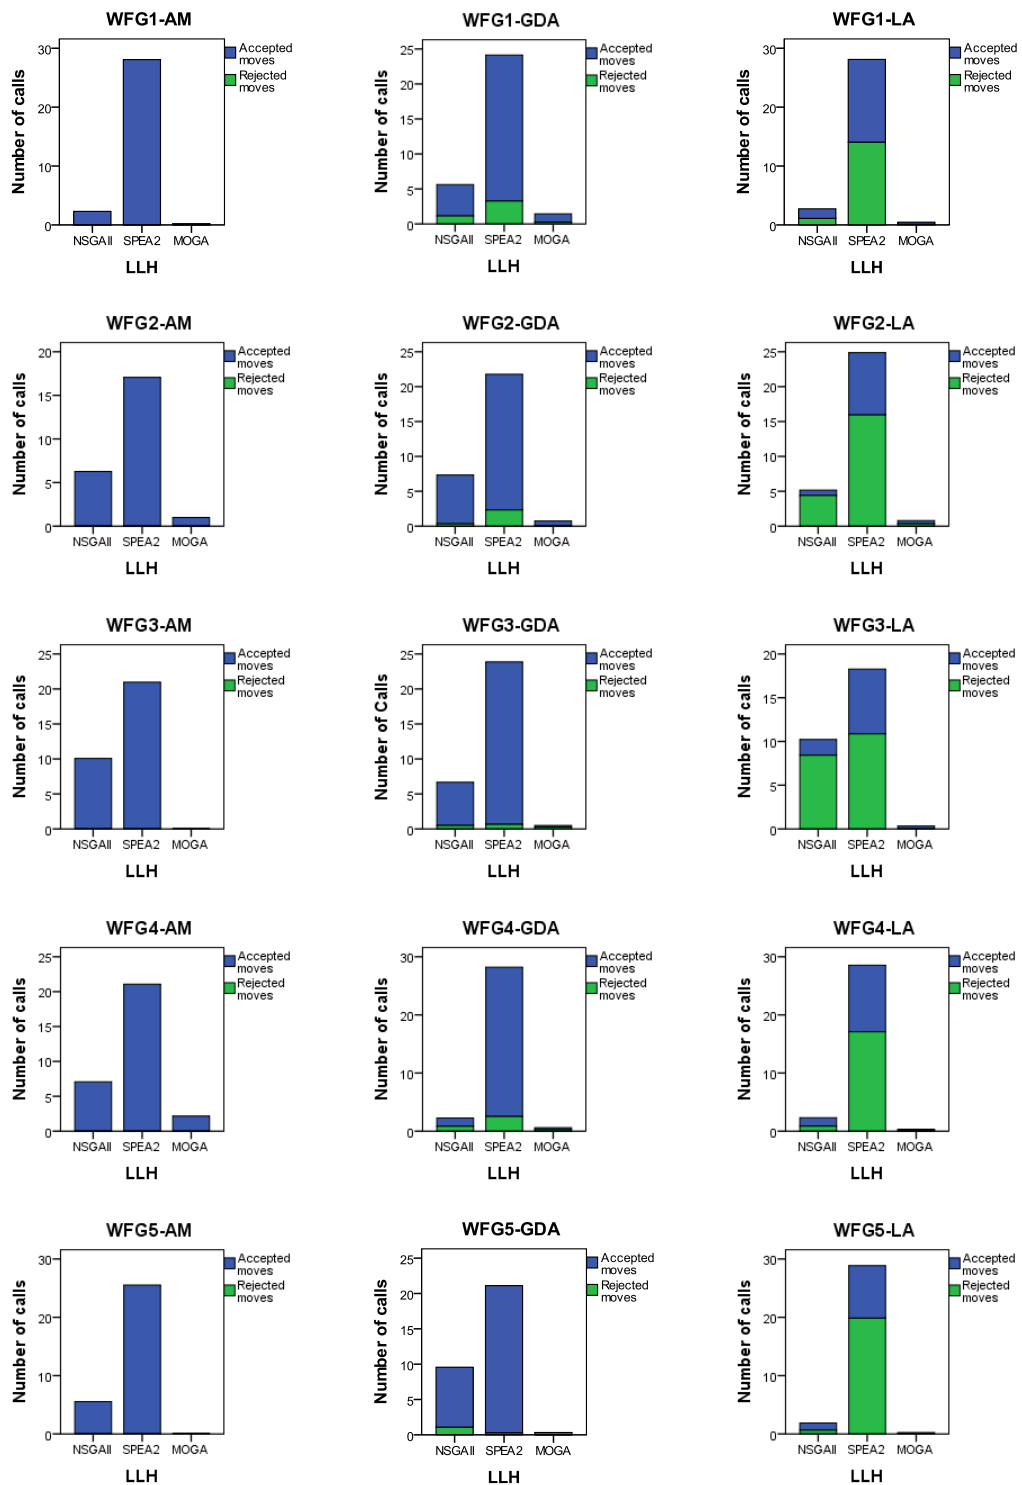 WFG1-AM
Number of calls
30
20
10
0
NSGAII SPEA2 MOGA
LLH
Accepted
moves
Rejected
moves
WFG1-GDA
Number of calls
25
20
15
10
5
0
NSGAII SPEA2 MOGA
LLH
Accepted
moves
Rejected
moves
WFG1-LA
Number of calls
30
20
10
0
NSGAII SPEA2 MOGA
LLH
Accepted
moves
Rejected
moves
WFG2-AM
Number of calls
20
15
10
5
0
NSGAII SPEA2 MOGA
LLH
Accepted
moves
Rejected
moves
WFG2-GDA
Number of calls
25
20
15
10
5
0
NSGAII SPEA2 MOGA
LLH
Accepted
moves
Rejected
moves
WFG2-LA
Number of calls
25
20
15
10
5
0
NSGAII SPEA2 MOGA
LLH
Accepted
moves
Rejected
moves
WFG3-AM
Number of calls
25
20
15
10
5
0
NSGAII SPEA2 MOGA
LLH
Accepted
moves
Rejected
moves
WFG3-GDA
Number of Calls
25
20
15
10
5
0
NSGAII SPEA2 MOGA
LLH
Accepted
moves
Rejected
moves
WFG3-LA
Number of calls
20
15
10
5
0
NSGAII SPEA2 MOGA
LLH
Accepted
moves
Rejected
moves
WFG4-AM
Number of calls
25
20
15
10
5
0
NSGAII SPEA2 MOGA
LLH
Accepted
moves
Rejected
moves
WFG4-GDA
Number of calls
30
20
10
0
NSGAII SPEA2 MOGA
LLH
Accepted
moves
Rejected
moves
WFG4-LA
Number of calls
30
20
10
0
NSGAII SPEA2 MOGA
LLH
Accepted
moves
Rejected
moves
WFG5-AM
Number of calls
30
20
10
0
NSGAII SPEA2 MOGA
LLH
Accepted
moves
Rejected
moves
WFG5-GDA
Number of calls
25
20
15
10
5
0
NSGAII SPEA2 MOGA
LLH
Accepted
moves
Rejected
moves
WFG5-LA
Number of calls
30
20
10
0
NSGAII SPEA2 MOGA
LLH
Accepted
moves
Rejected
moves